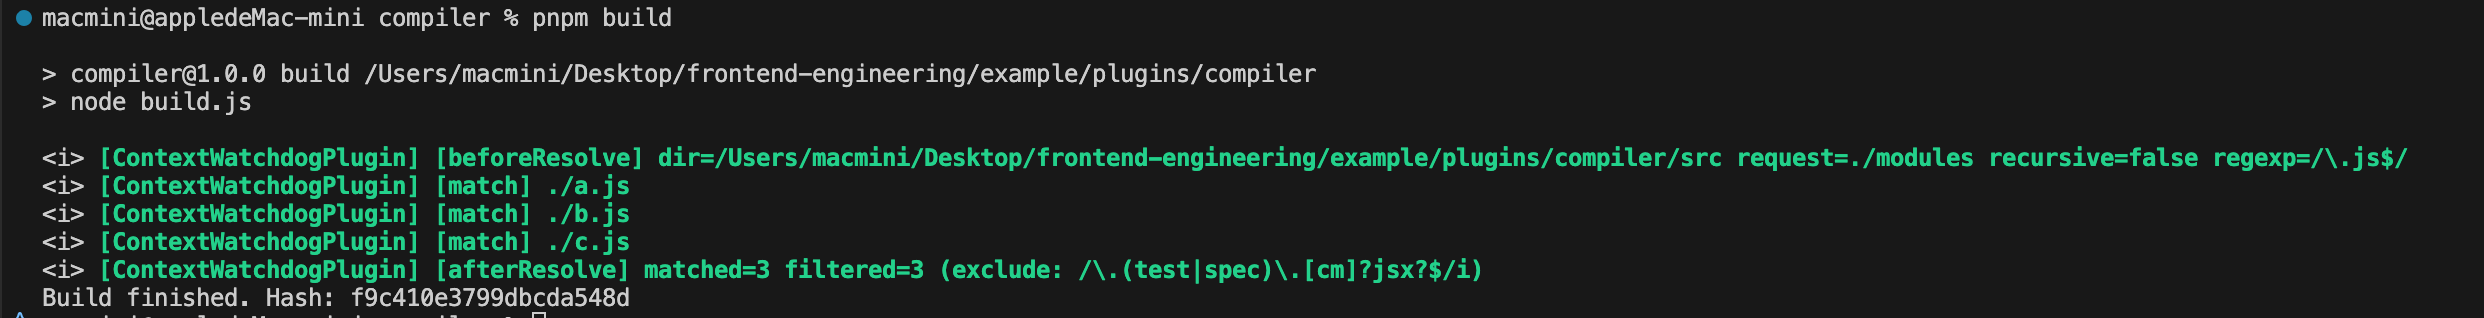 macmini@appledeMac-mini compiler % pnpm build
> compiler@1.0.0 build /Users/macmini/Desktop/frontend-engineering/example/plugins/compiler
> node build.js
<i> [ContextWatchdogPlugin] [beforeResolve] dir=/Users/macmini/Desktop/frontend-engineering/example/plugins/compiler/src request=./modules recursive=false regexp=/\.js$/
<i> [ContextWatchdogPlugin] [match] ./a.js
<i> [ContextWatchdogPlugin] [match] ./b.js
<i> [ContextWatchdogPlugin] [match] ./c.js
<i> [ContextWatchdogPlugin] [afterResolve] matched=3 filtered=3 (exclude: /\.(test|spec)\.[cm]?jsx?$/i)
Build finished. Hash: f9c410e3799dbcda548d